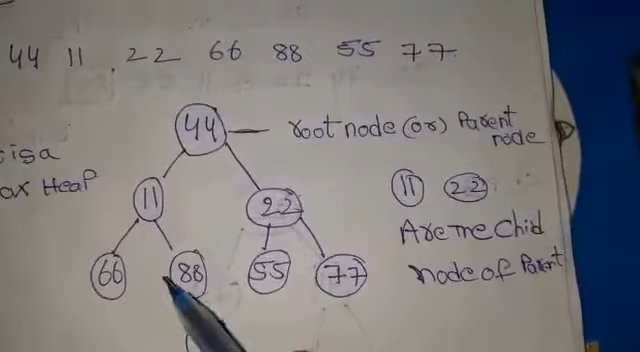 44 11 22 66 88 55 77
44 root node (or) Parent
node
isa
ax Heap
11 22
11 22
Are the Chid
66 88 55 77
node of Parent